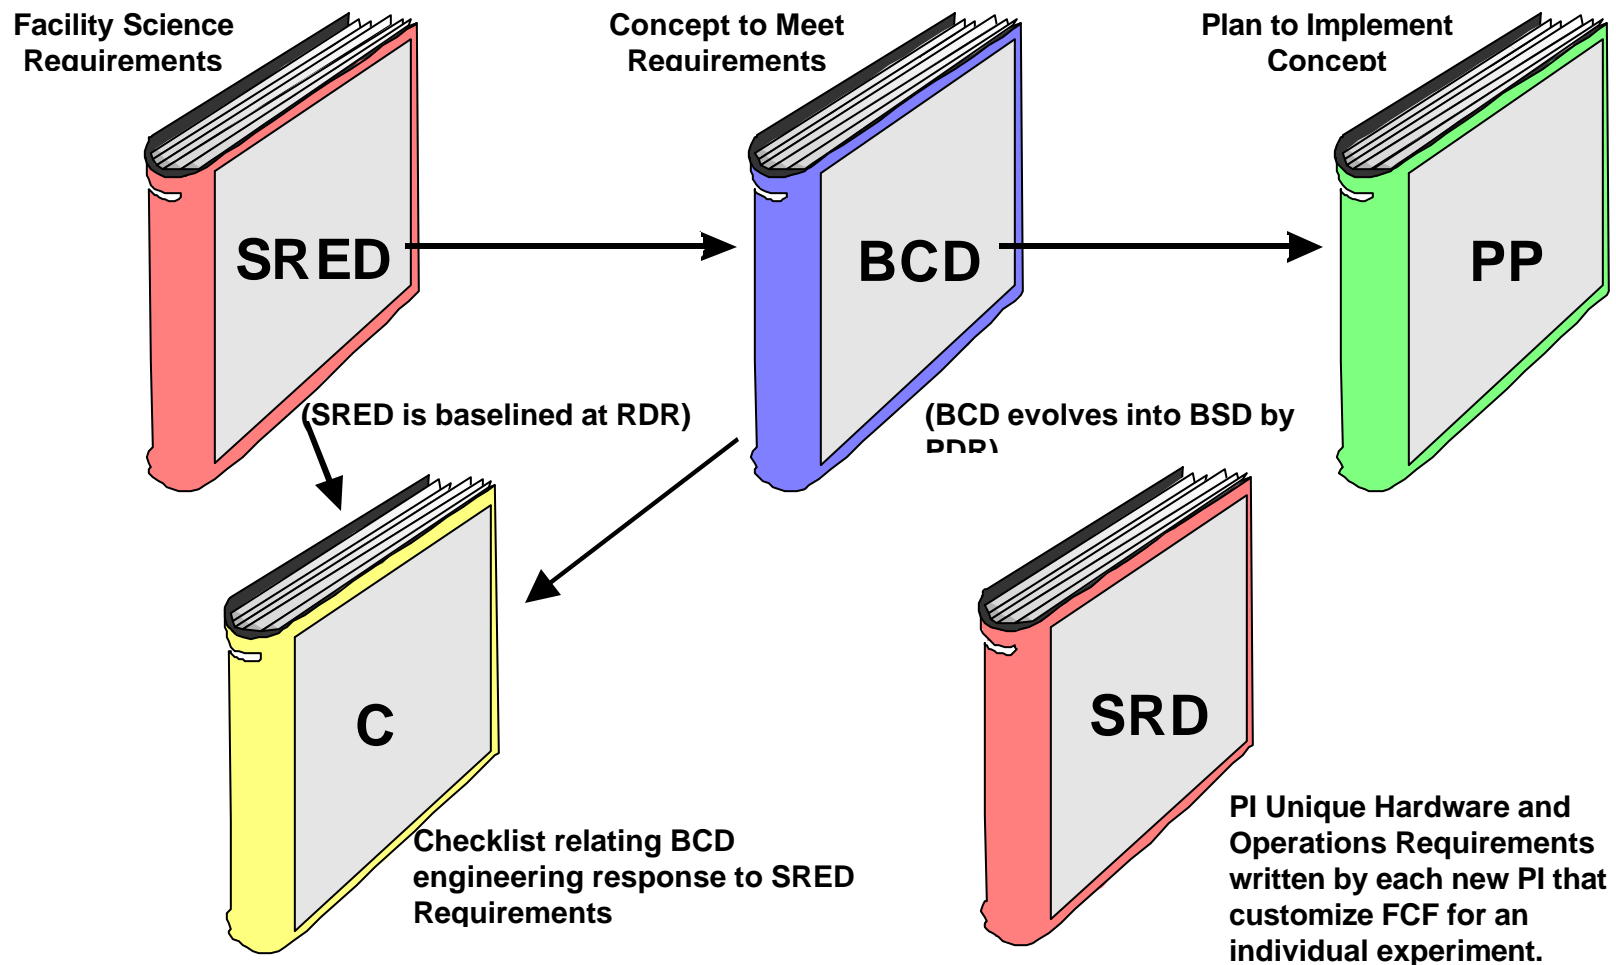 Facility Science
Requirements
Concept to Meet
Requirements
Plan to Implement
Concept
SRED
BCD
PP
(SRED is baselined at RDR)
(BCD evolves into BSD by
PDR)
C
SRD
Checklist relating BCD
engineering response to SRED
Requirements
PI Unique Hardware and
Operations Requirements
written by each new PI that
customize FCF for an
individual experiment.